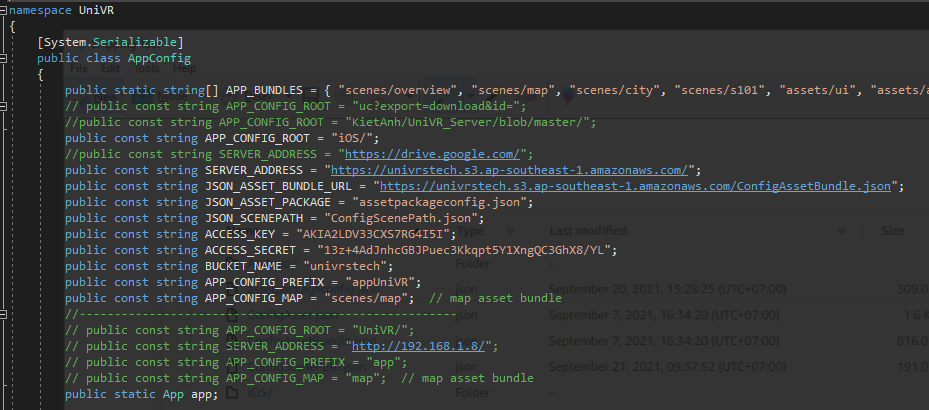 namespace UniVR
{
[System.Serializable]
public class AppConfig
File Edit Tools Help
{
public static string[] APP_BUNDLES = { "scenes/overview", "scenes/map", "scenes/city", "scenes/s101", "assets/ui", "assets/
// public const string APP_CONFIG_ROOT = "uc?export=download&id=";
//public const string APP_CONFIG_ROOT = "KietAnh/UniVR_Server/blob/master/";
public const string APP_CONFIG_ROOT = "iOS/";
//public const string SERVER_ADDRESS = "https://drive.google.com/";
public const string SERVER_ADDRESS = "https://univrstech.s3.ap-southeast-1.amazonaws.com/";
public const string JSON_ASSET_BUNDLE_URL = "https://univrstech.s3.ap-southeast-1.amazonaws.com/ConfigAssetBundle.json";
public const string JSON_ASSET_PACKAGE = "assetpackageconfig.json";
public const string JSON_SCENEPATH = "ConfigScenePath.json";
public const string ACCESS_KEY = "AKIA2LDV33CXS7RG4I5I"; Type Last modified Size
public const string ACCESS_SECRET = "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";
public const string BUCKET_NAME = "univrstech"; Folder -
public const string APP_CONFIG_PREFIX = "appUniVR"; json September 20, 2021, 15:28:25 (UTC+07:00) 309.0
public const string APP_CONFIG_MAP = "scenes/map"; // map asset bundle
//-----------------------------------------------------
json September 7, 2021, 16:34:20 (UTC+07:00) 1.6 K
// public const string APP_CONFIG_ROOT = "UniVR/";
// public const string SERVER_ADDRESS = "http://192.168.1.8/"; json September 7, 2021, 16:34:20 (UTC+07:00) 816.0
// public const string APP_CONFIG_PREFIX = "app"; json September 21, 2021, 09:57:52 (UTC+07:00) 191.0
// public const string APP_CONFIG_MAP = "map"; // map asset bundle
public static App app; iOS/ Folder -